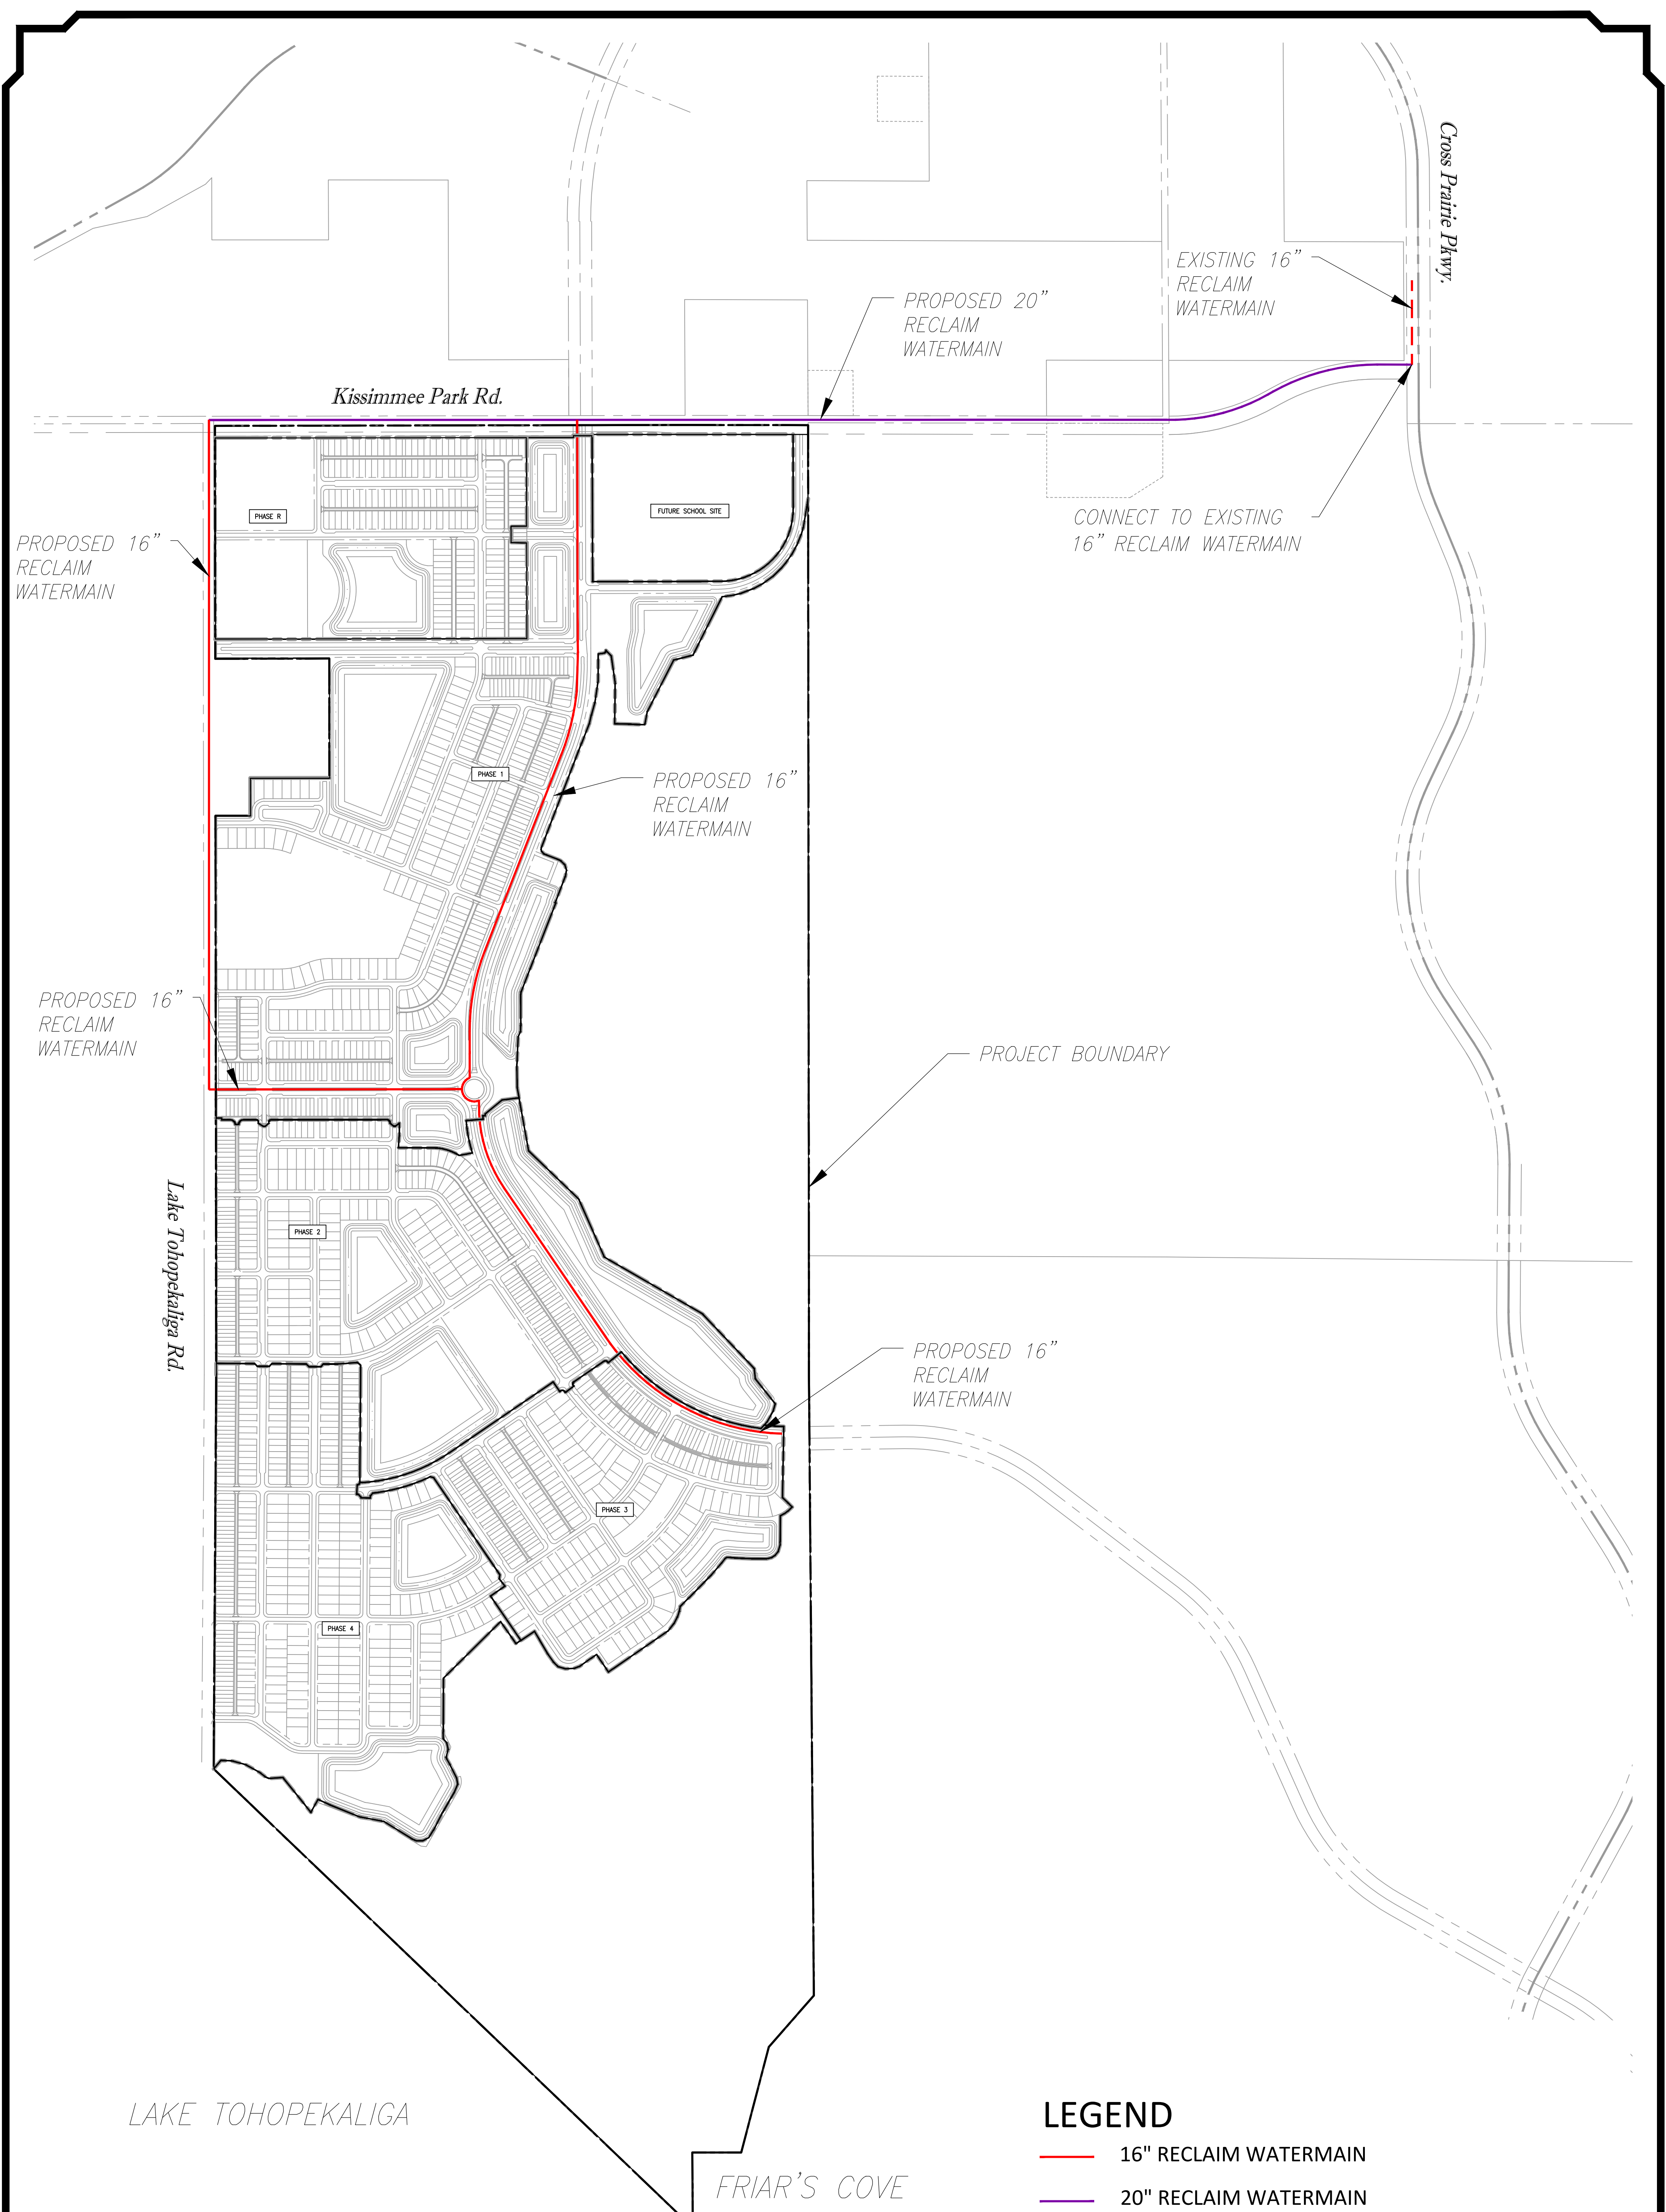 Cross Prairie Pkwy.
EXISTING 16"
RECLAIM
WATERMAIN
PROPOSED 20"
RECLAIM
WATERMAIN
Kissimmee Park Rd.
PHASE R
FUTURE SCHOOL SITE
CONNECT TO EXISTING
16" RECLAIM WATERMAIN
PROPOSED 16"
RECLAIM
WATERMAIN
PHASE 1
PROPOSED 16"
RECLAIM
WATERMAIN
PROPOSED 16"
RECLAIM
WATERMAIN
PROJECT BOUNDARY
Lake Tohopekaliga Rd.
PHASE 2
PROPOSED 16"
RECLAIM
WATERMAIN
PHASE 3
PHASE 4
LAKE TOHOPEKALIGA
FRIAR'S COVE
LEGEND
16" RECLAIM WATERMAIN
20" RECLAIM WATERMAIN